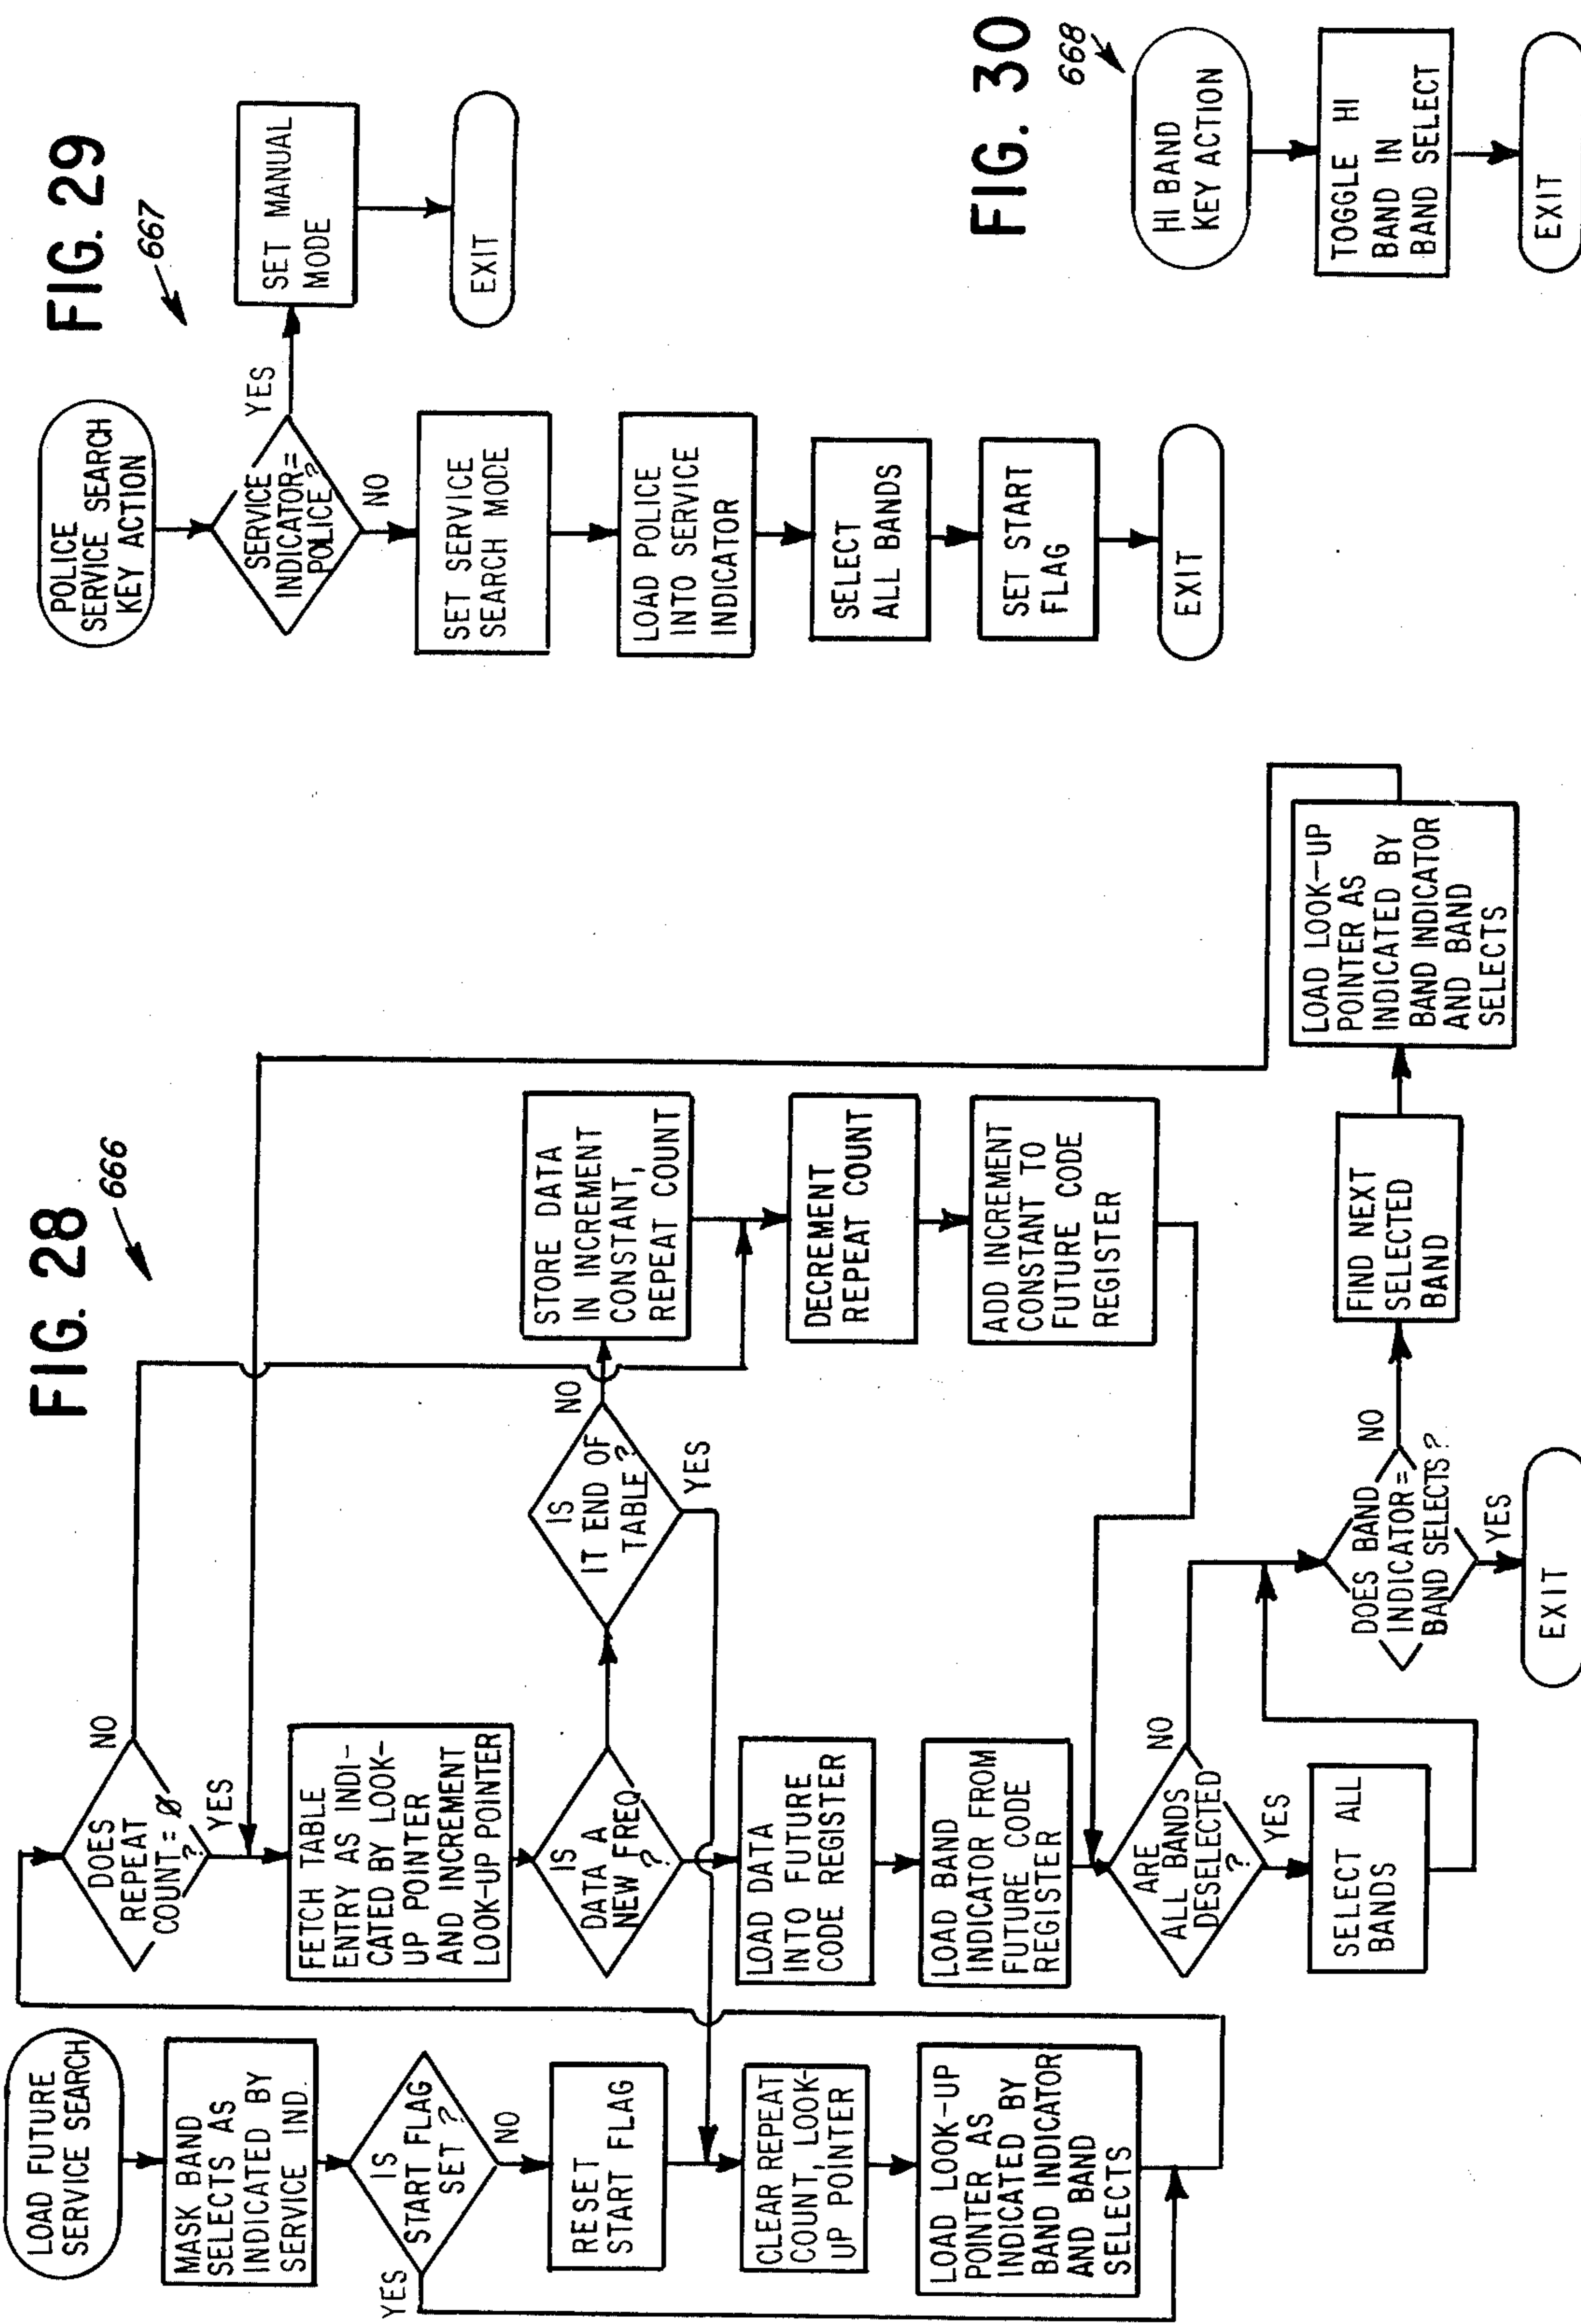 FIG. 28
666
LOAD FUTURE
SERVICE SEARCH
MASK BAND
SELECTS AS
INDICATED BY
SERVICE IND.
IS
START FLAG
SET ?
YES
NO
RESET
START FLAG
CLEAR REPEAT
COUNT, LOOK-
UP POINTER
LOAD LOOK-UP
POINTER AS
INDICATED BY
BAND INDICATOR
AND BAND
SELECTS
DOES
REPEAT
COUNT = Ø
?
NO
YES
FETCH TABLE
ENTRY AS INDI-
CATED BY LOOK-
UP POINTER
AND INCREMENT
LOOK-UP POINTER
IS
DATA A
NEW FREQ
?
LOAD DATA
INTO FUTURE
CODE REGISTER
LOAD BAND
INDICATOR FROM
FUTURE CODE
REGISTER
ARE
ALL BANDS
DESELECTED
?
NO
YES
SELECT ALL
BANDS
IS
IT END OF
TABLE ?
NO
YES
STORE DATA
IN INCREMENT
CONSTANT,
REPEAT COUNT
DECREMENT
REPEAT COUNT
ADD INCREMENT
CONSTANT TO
FUTURE CODE
REGISTER
DOES BAND
INDICATOR =
BAND SELECTS?
NO
YES
EXIT
FIND NEXT
SELECTED
BAND
LOAD LOOK-UP
POINTER AS
INDICATED BY
BAND INDICATOR
AND BAND
SELECTS
FIG. 29
667
POLICE
SERVICE SEARCH
KEY ACTION
SERVICE
INDICATOR=
POLICE ?
YES
NO
SET MANUAL
MODE
EXIT
SET SERVICE
SEARCH MODE
LOAD POLICE
INTO SERVICE
INDICATOR
SELECT
ALL BANDS
SET START
FLAG
EXIT
FIG. 30
668
HI BAND
KEY ACTION
TOGGLE HI
BAND IN
BAND SELECT
EXIT